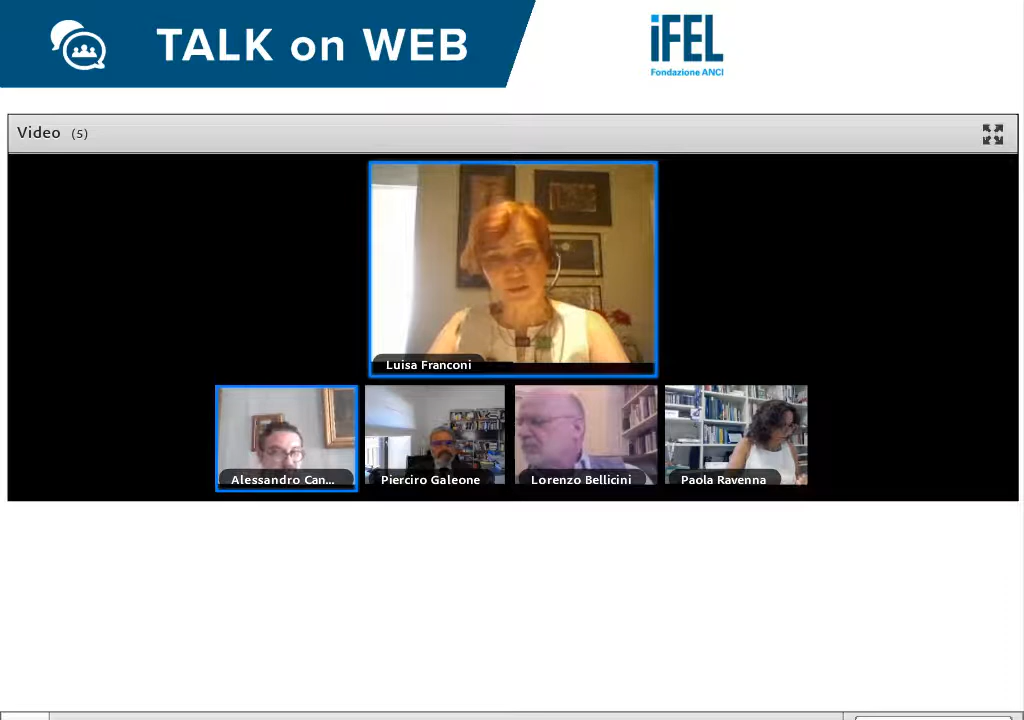 TALK on WEB
iFEL
Fondazione ANCI
Video (5)
Luisa Franconi
Alessandro Can...
Pierciro Galeone
Lorenzo Bellicini
Paola Ravenna